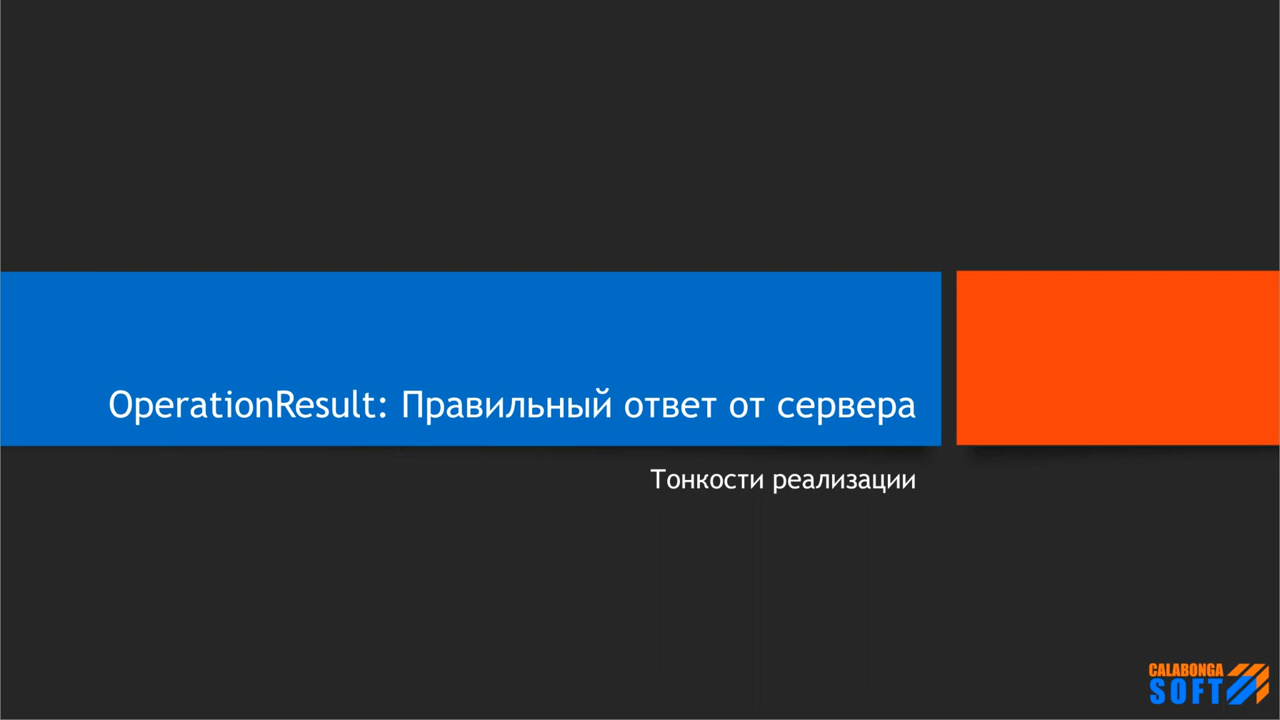 OperationResult: Правильный ответ от сервера
Тонкости реализации
CALABONGA
SOFT